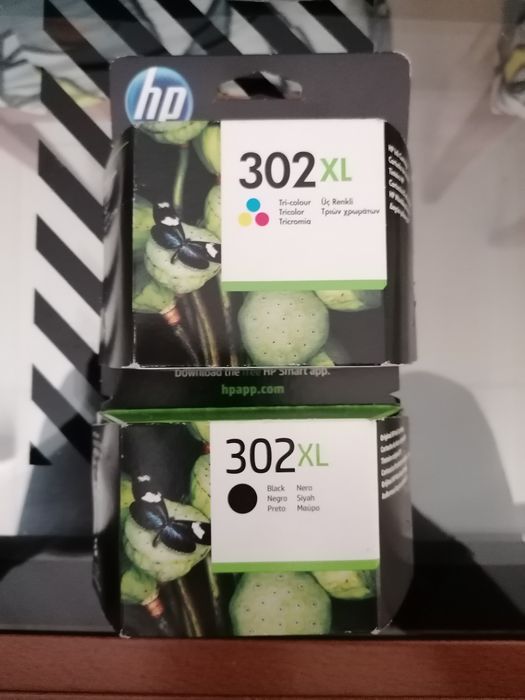 hp
302XL
Tri-colour Üç Renkli
Tricolor Τριών χρωμάτων
Tricromia
Download the free HP Smart app.
hpapp.com
302XL
Black Nero
Negro Siyah
Preto Μαύρο